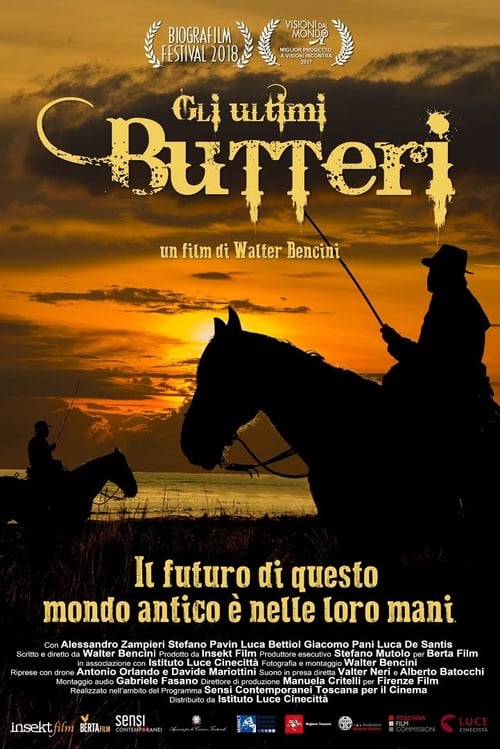 BIOGRAFILM
FESTIVAL 2018
VISIONI DAL
MONDO
MIGLIOR PROGETTO
A VISIONI INCONTRA
2017
Gli ultimi
Butteri
un film di Walter Bencini
Il futuro di questo
mondo antico è nelle loro mani
Con Alessandro Zampieri Stefano Pavin Luca Bettiol Giacomo Pani Luca De Santis
Scritto e diretto da Walter Bencini Prodotto da Insekt Film Produttore esecutivo Stefano Mutolo per Berta Film
in associazione con Istituto Luce Cinecittà Fotografia e montaggio Walter Bencini
Riprese con drone Antonio Orlando e Davide Mariottini Suono in presa diretta Valter Neri e Alberto Batocchi
Montaggio audio Gabriele Fasano Direttore di produzione Manuela Critelli per Firenze Film
Realizzato nell'ambito del Programma Sensi Contemporanei Toscana per il Cinema
Distribuito da Istituto Luce Cinecittà
insekt film
BERTA FILM
sensi
CONTEMPORANEI
Regione Toscana
TOSCANA
FILM
COMMISSION
LUCE
CINECITTÀ